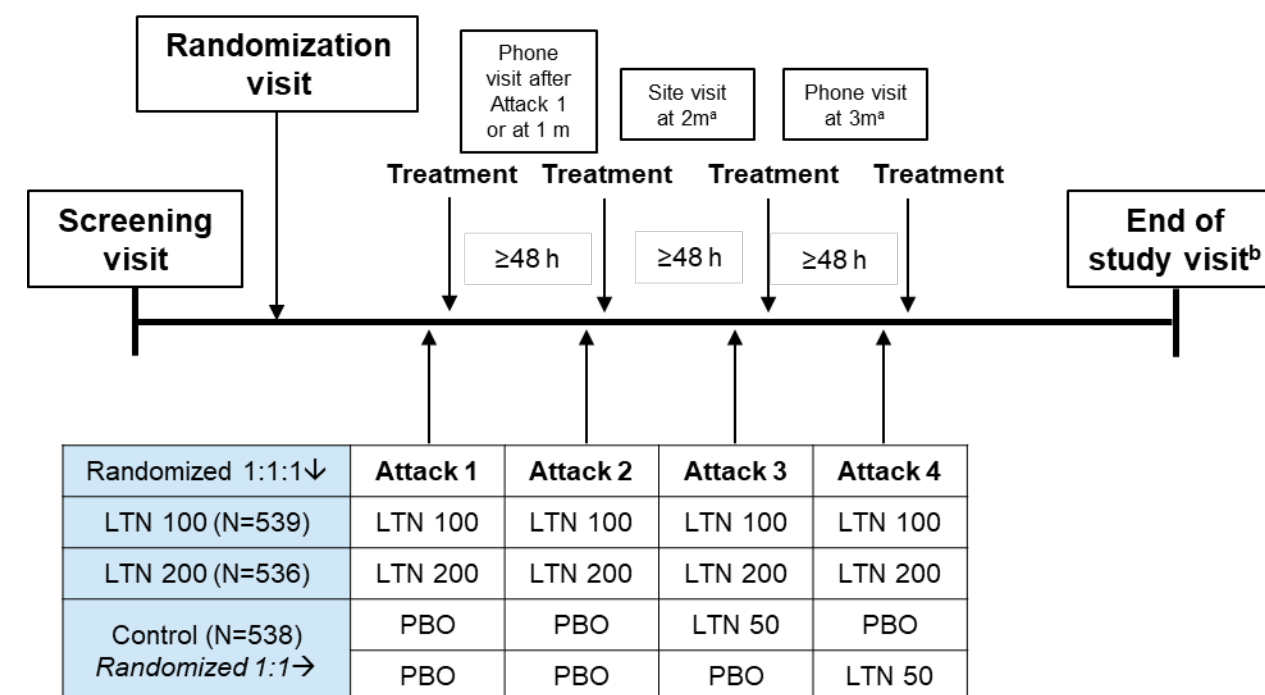 Randomization
visit
Phone
visit after
Attack 1
or at 1 m
Site visit
at 2mᵃ
Phone visit
at 3mᵃ
Treatment Treatment Treatment Treatment
Screening
visit
≥48 h ≥48 h ≥48 h
End of
study visitᵇ
Randomized 1:1:1↓ Attack 1 Attack 2 Attack 3 Attack 4
LTN 100 (N=539) LTN 100 LTN 100 LTN 100 LTN 100
LTN 200 (N=536) LTN 200 LTN 200 LTN 200 LTN 200
Control (N=538)
Randomized 1:1→
PBO PBO LTN 50 PBO
PBO PBO PBO LTN 50